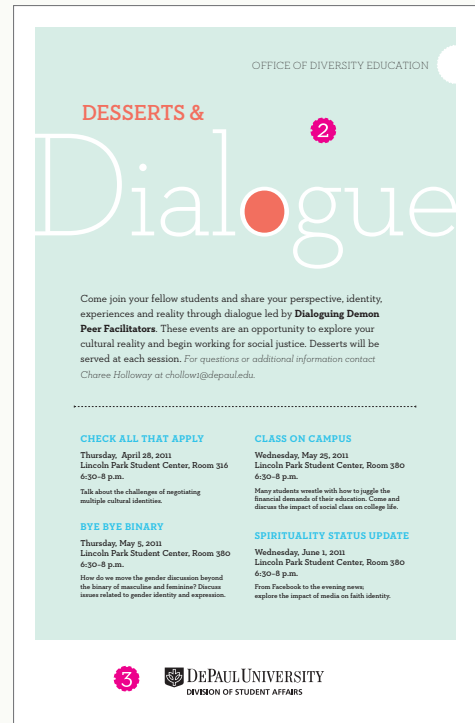 OFFICE OF DIVERSITY EDUCATION
DESSERTS &
2
Dialogue
Come join your fellow students and share your perspective, identity,
experiences and reality through dialogue led by Dialoguing Demon
Peer Facilitators. These events are an opportunity to explore your
cultural reality and begin working for social justice. Desserts will be
served at each session. For questions or additional information contact
Charee Holloway at chollow1@depaul.edu.
CHECK ALL THAT APPLY
Thursday, April 28, 2011
Lincoln Park Student Center, Room 316
6:30–8 p.m.
Talk about the challenges of negotiating
multiple cultural identities.
BYE BYE BINARY
Thursday, May 5, 2011
Lincoln Park Student Center, Room 380
6:30–8 p.m.
How do we move the gender discussion beyond
the binary of masculine and feminine? Discuss
issues related to gender identity and expression.
CLASS ON CAMPUS
Wednesday, May 25, 2011
Lincoln Park Student Center, Room 380
6:30–8 p.m.
Many students wrestle with how to juggle the
financial demands of their education. Come and
discuss the impact of social class on college life.
SPIRITUALITY STATUS UPDATE
Wednesday, June 1, 2011
Lincoln Park Student Center, Room 380
6:30–8 p.m.
From Facebook to the evening news;
explore the impact of media on faith identity.
3
DEPAUL UNIVERSITY
DIVISION OF STUDENT AFFAIRS